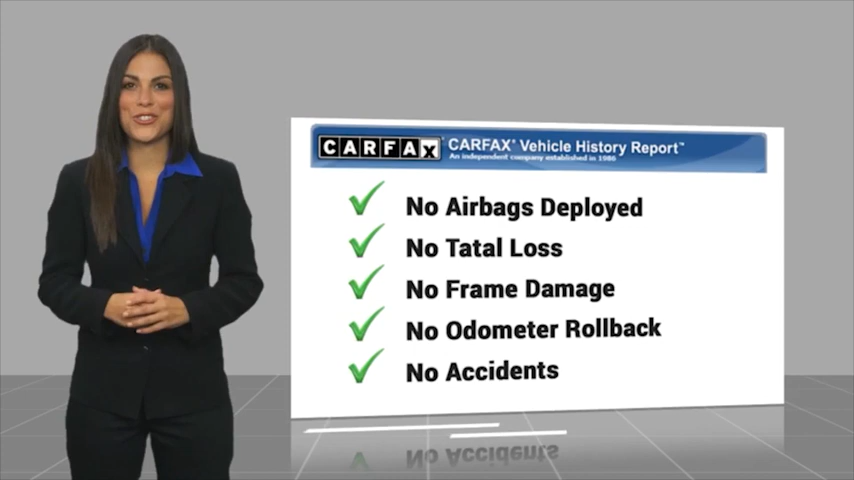 CARFAX CARFAX® Vehicle History Report™
An independent company established in 1986
No Airbags Deployed
No Tatal Loss
No Frame Damage
No Odometer Rollback
No Accidents
No Accidents